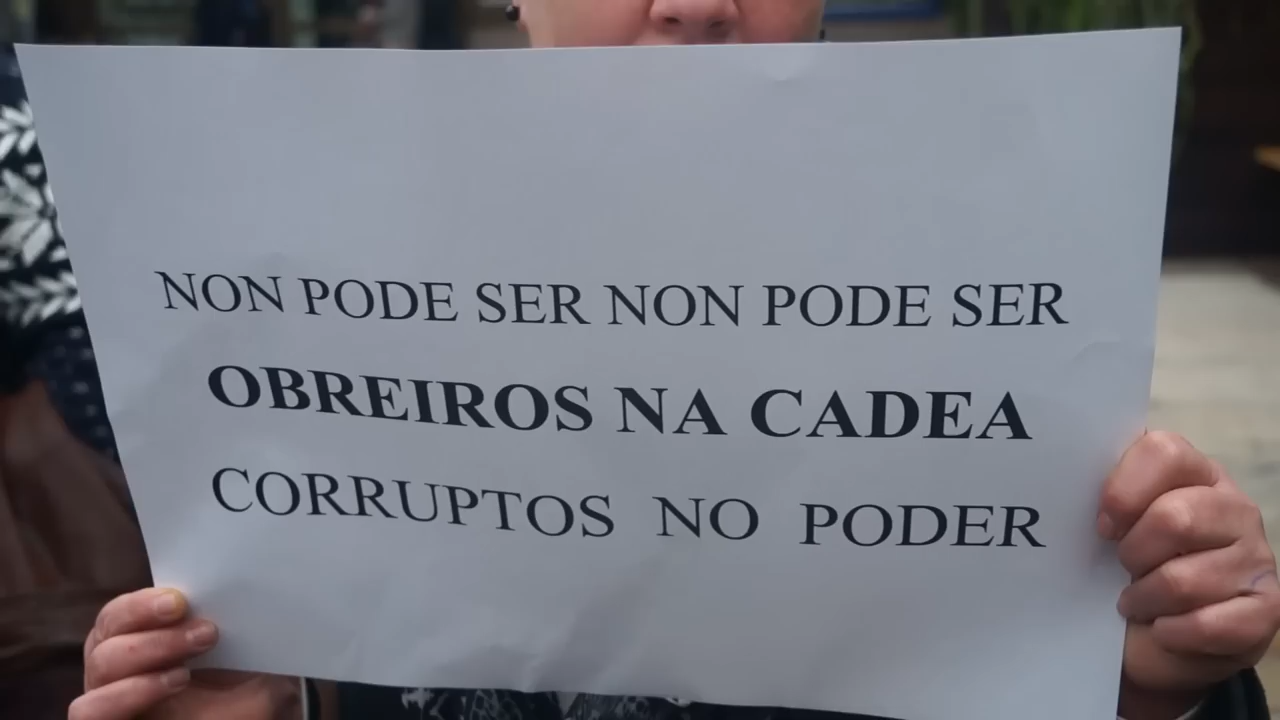 NON PODE SER NON PODE SER
OBREIROS NA CADEA
CORRUPTOS NO PODER